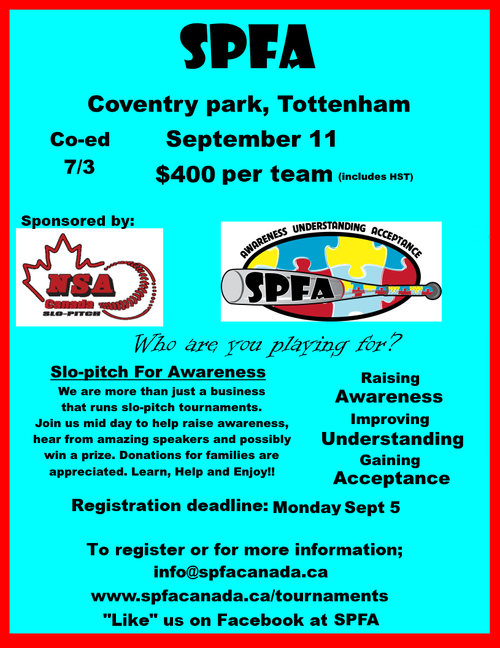 SPFA
Coventry park, Tottenham
Co-ed
September 11
7/3
$400 per team (includes HST)
Sponsored by:
NSA
Canada
SLO-PITCH
AWARENESS UNDERSTANDING ACCEPTANCE
SPFA
Who are you playing for?
Slo-pitch For Awareness
We are more than just a business
that runs slo-pitch tournaments.
Join us mid day to help raise awareness,
hear from amazing speakers and possibly
win a prize. Donations for families are
appreciated. Learn, Help and Enjoy!!
Raising
Awareness
Improving
Understanding
Gaining
Acceptance
Registration deadline: Monday Sept 5
To register or for more information;
info@spfacanada.ca
www.spfacanada.ca/tournaments
"Like" us on Facebook at SPFA